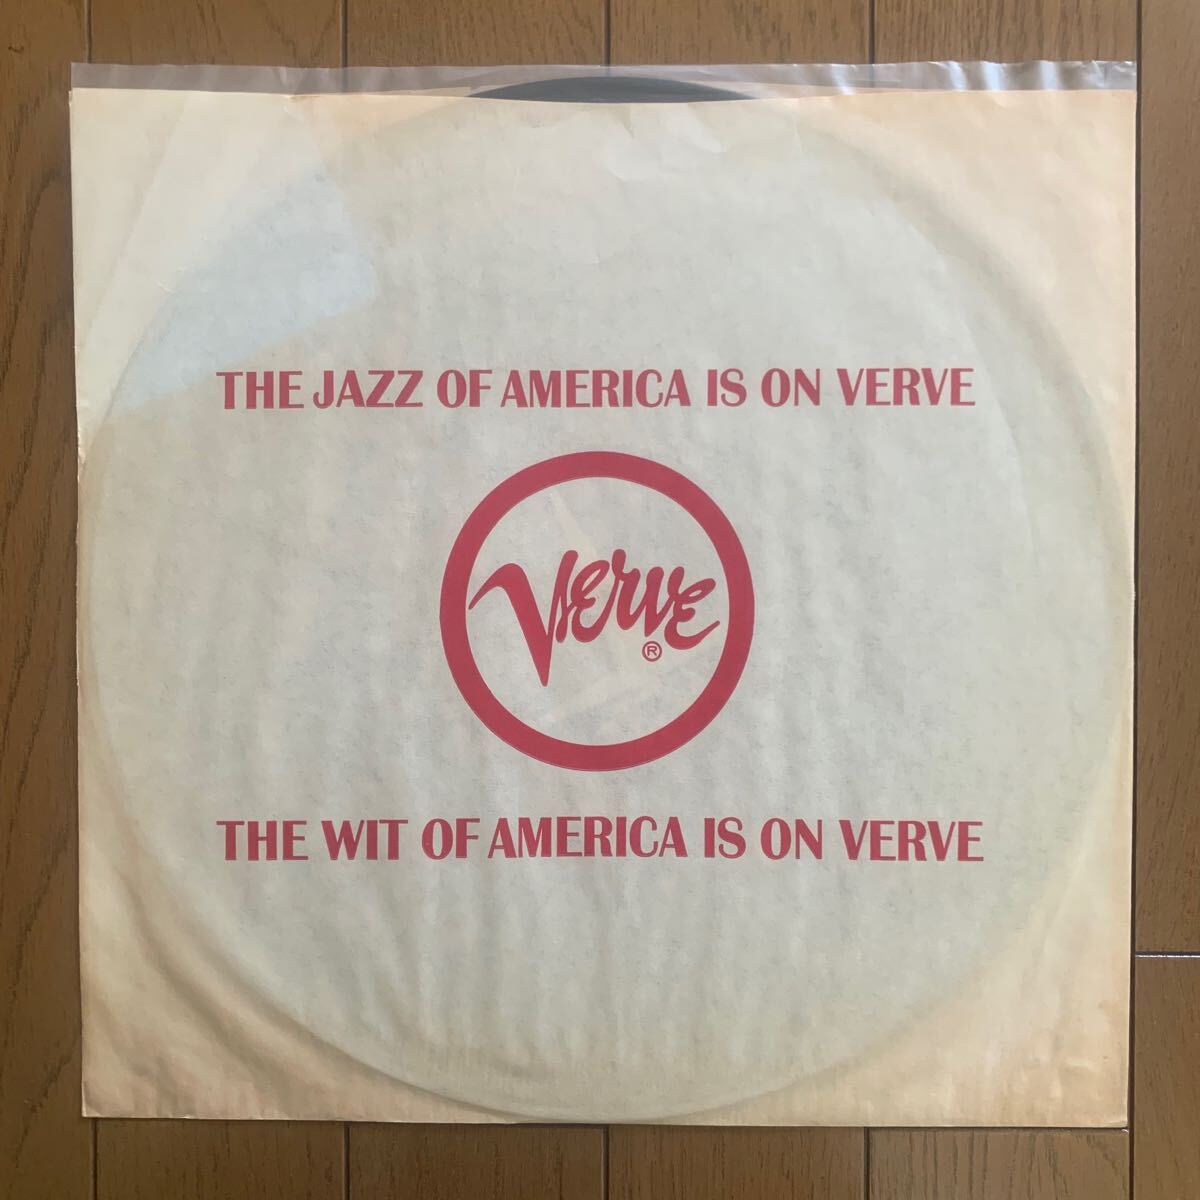 THE JAZZ OF AMERICA IS ON VERVE
VERVE ®
THE WIT OF AMERICA IS ON VERVE